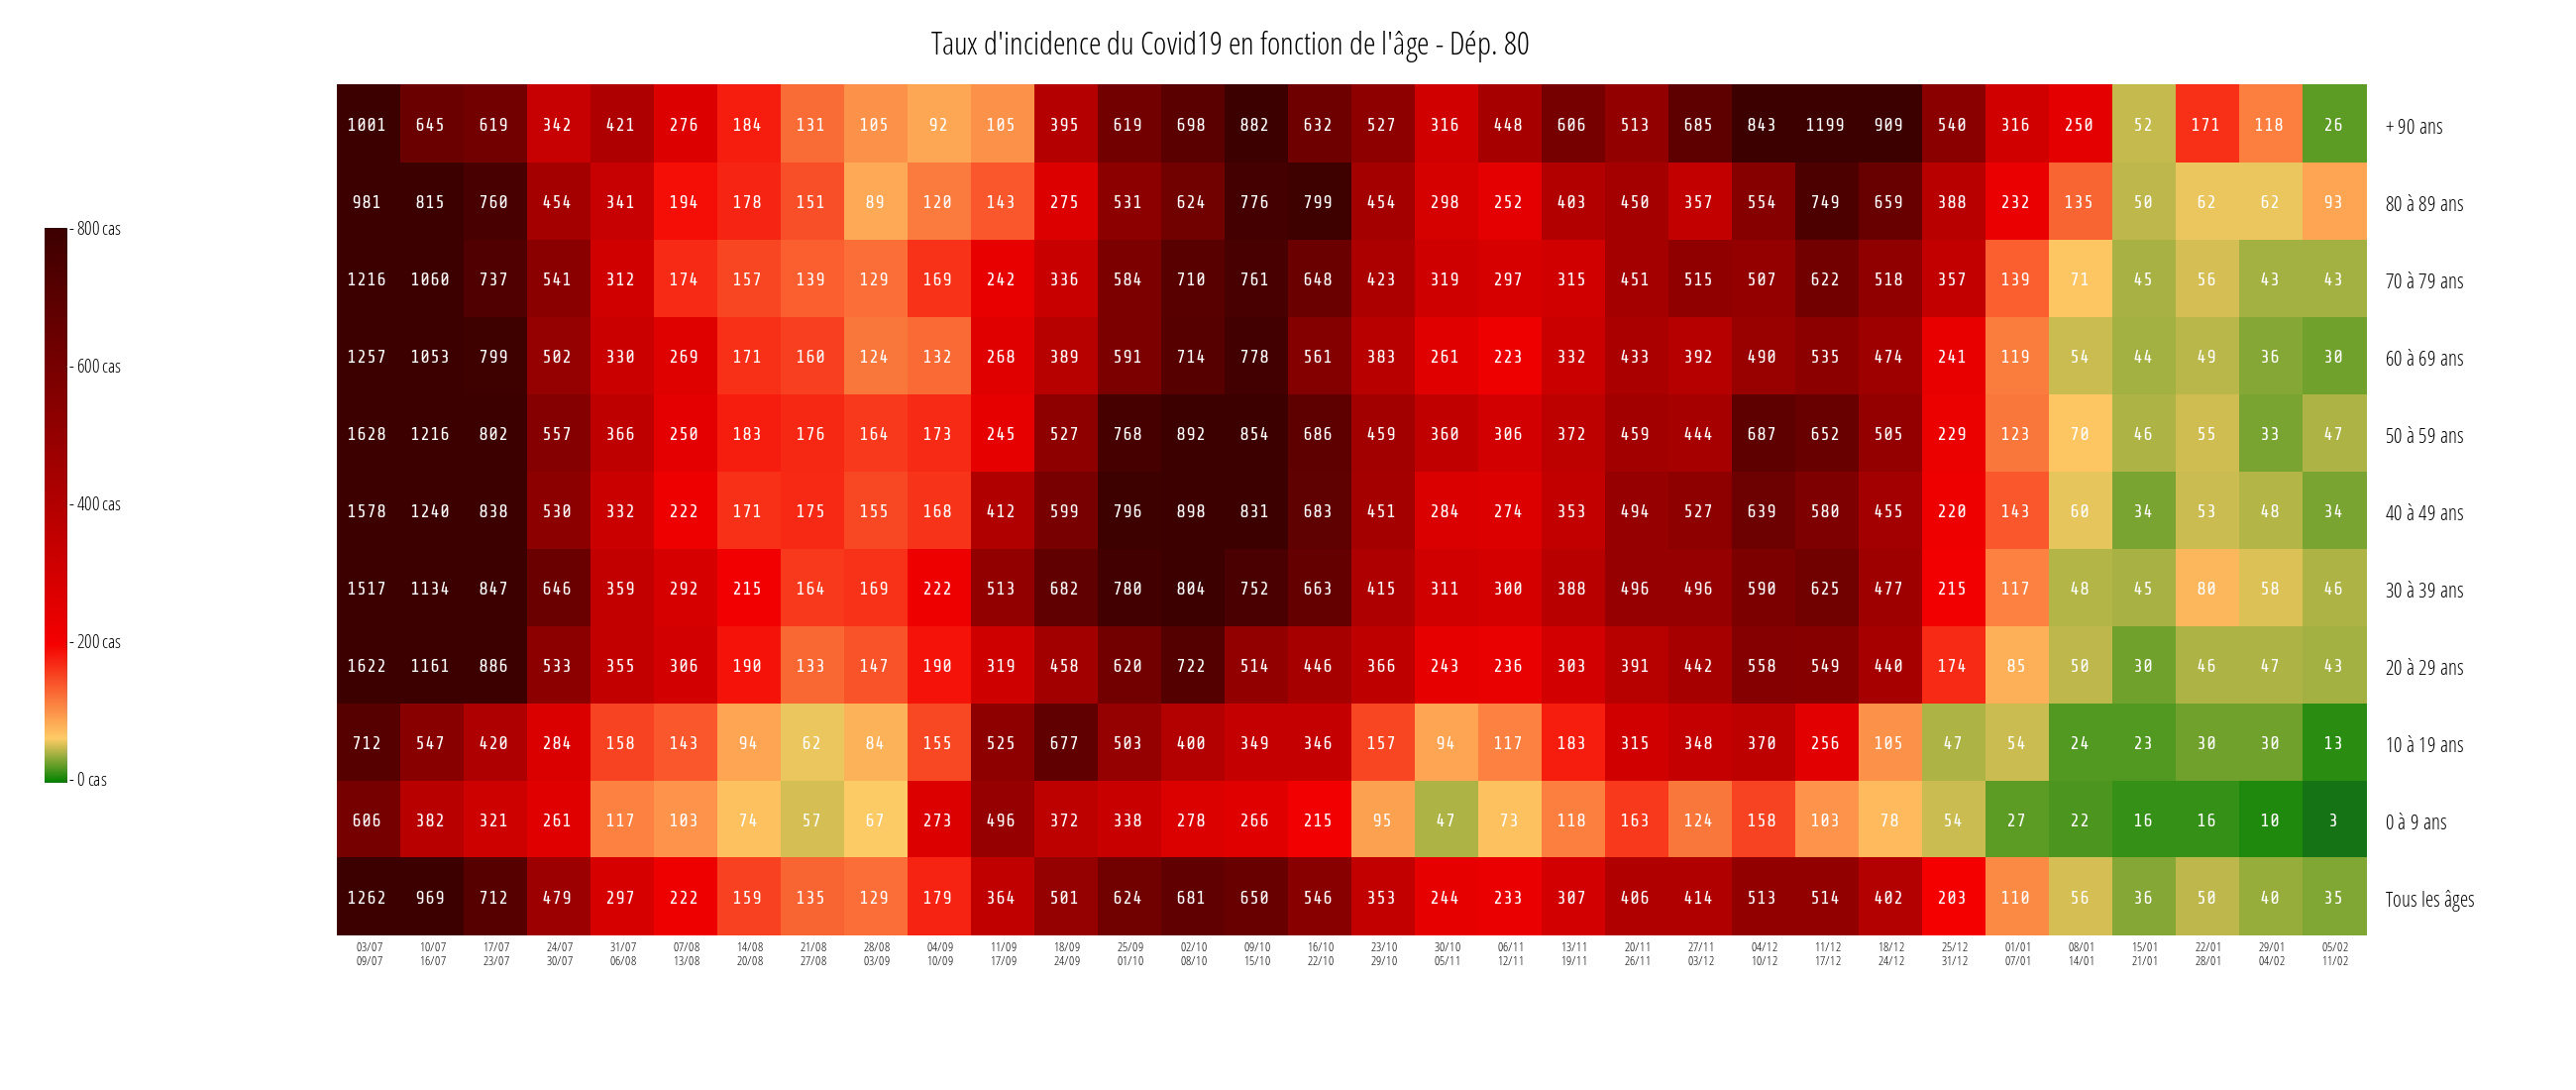 Taux d'incidence du Covid19 en fonction de l'âge - Dép. 80
- 800 cas
- 600 cas
- 400 cas
- 200 cas
- 0 cas
1001 645 619 342 421 276 184 131 105 92 105 395 619 698 882 632 527 316 448 606 513 685 843 1199 909 540 316 250 52 171 118 26 + 90 ans
981 815 760 454 341 194 178 151 89 120 143 275 531 624 776 799 454 298 252 403 450 357 554 749 659 388 232 135 50 62 62 93 80 à 89 ans
1216 1060 737 541 312 174 157 139 129 169 242 336 584 710 761 648 423 319 297 315 451 515 507 622 518 357 139 71 45 56 43 43 70 à 79 ans
1257 1053 799 502 330 269 171 160 124 132 268 389 591 714 778 561 383 261 223 332 433 392 490 535 474 241 119 54 44 49 36 30 60 à 69 ans
1628 1216 802 557 366 250 183 176 164 173 245 527 768 892 854 686 459 360 306 372 459 444 687 652 505 229 123 70 46 55 33 47 50 à 59 ans
1578 1240 838 530 332 222 171 175 155 168 412 599 796 898 831 683 451 284 274 353 494 527 639 580 455 220 143 60 34 53 48 34 40 à 49 ans
1517 1134 847 646 359 292 215 164 169 222 513 682 780 804 752 663 415 311 300 388 496 496 590 625 477 215 117 48 45 80 58 46 30 à 39 ans
1622 1161 886 533 355 306 190 133 147 190 319 458 620 722 514 446 366 243 236 303 391 442 558 549 440 174 85 50 30 46 47 43 20 à 29 ans
712 547 420 284 158 143 94 62 84 155 525 677 503 400 349 346 157 94 117 183 315 348 370 256 105 47 54 24 23 30 30 13 10 à 19 ans
606 382 321 261 117 103 74 57 67 273 496 372 338 278 266 215 95 47 73 118 163 124 158 103 78 54 27 22 16 16 10 3 0 à 9 ans
1262 969 712 479 297 222 159 135 129 179 364 501 624 681 650 546 353 244 233 307 406 414 513 514 402 203 110 56 36 50 40 35 Tous les âges
03/07 10/07 17/07 24/07 31/07 07/08 14/08 21/08 28/08 04/09 11/09 18/09 25/09 02/10 09/10 16/10 23/10 30/10 06/11 13/11 20/11 27/11 04/12 11/12 18/12 25/12 01/01 08/01 15/01 22/01 29/01 05/02
09/07 16/07 23/07 30/07 06/08 13/08 20/08 27/08 03/09 10/09 17/09 24/09 01/10 08/10 15/10 22/10 29/10 05/11 12/11 19/11 26/11 03/12 10/12 17/12 24/12 31/12 07/01 14/01 21/01 28/01 04/02 11/02